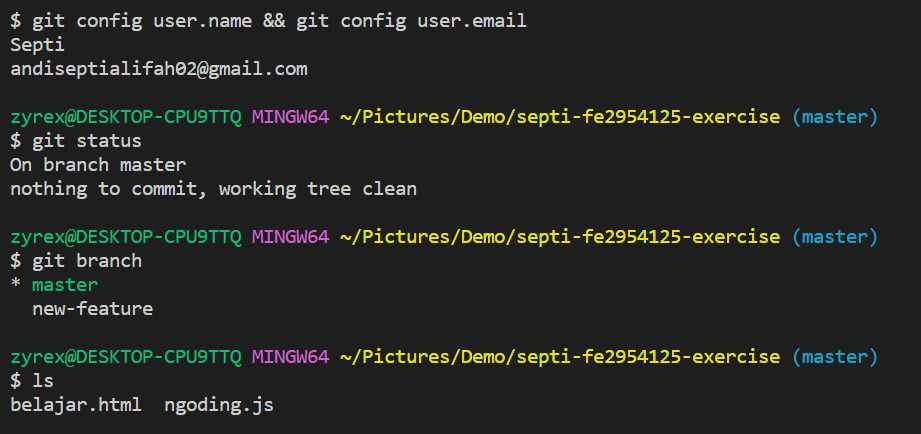 $ git config user.name && git config user.email
Septi
andiseptialifah02@gmail.com
zyrex@DESKTOP-CPU9TTQ MINGW64 ~/Pictures/Demo/septi-fe2954125-exercise (master)
$ git status
On branch master
nothing to commit, working tree clean
zyrex@DESKTOP-CPU9TTQ MINGW64 ~/Pictures/Demo/septi-fe2954125-exercise (master)
$ git branch
* master
  new-feature
zyrex@DESKTOP-CPU9TTQ MINGW64 ~/Pictures/Demo/septi-fe2954125-exercise (master)
$ ls
belajar.html  ngoding.js